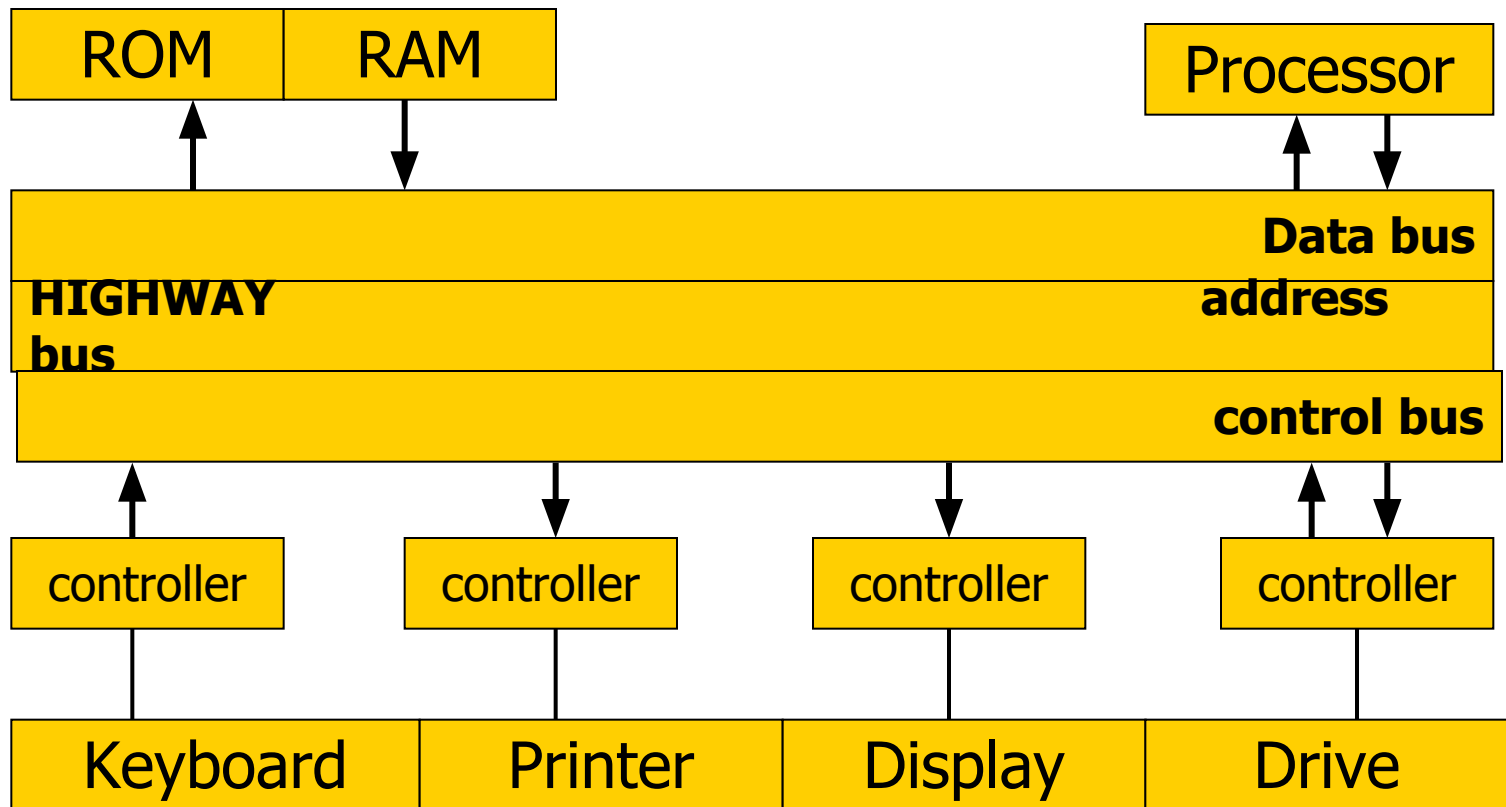 ROM RAM Processor
Data bus
HIGHWAY address
bus
control bus
controller controller controller controller
Keyboard Printer Display Drive